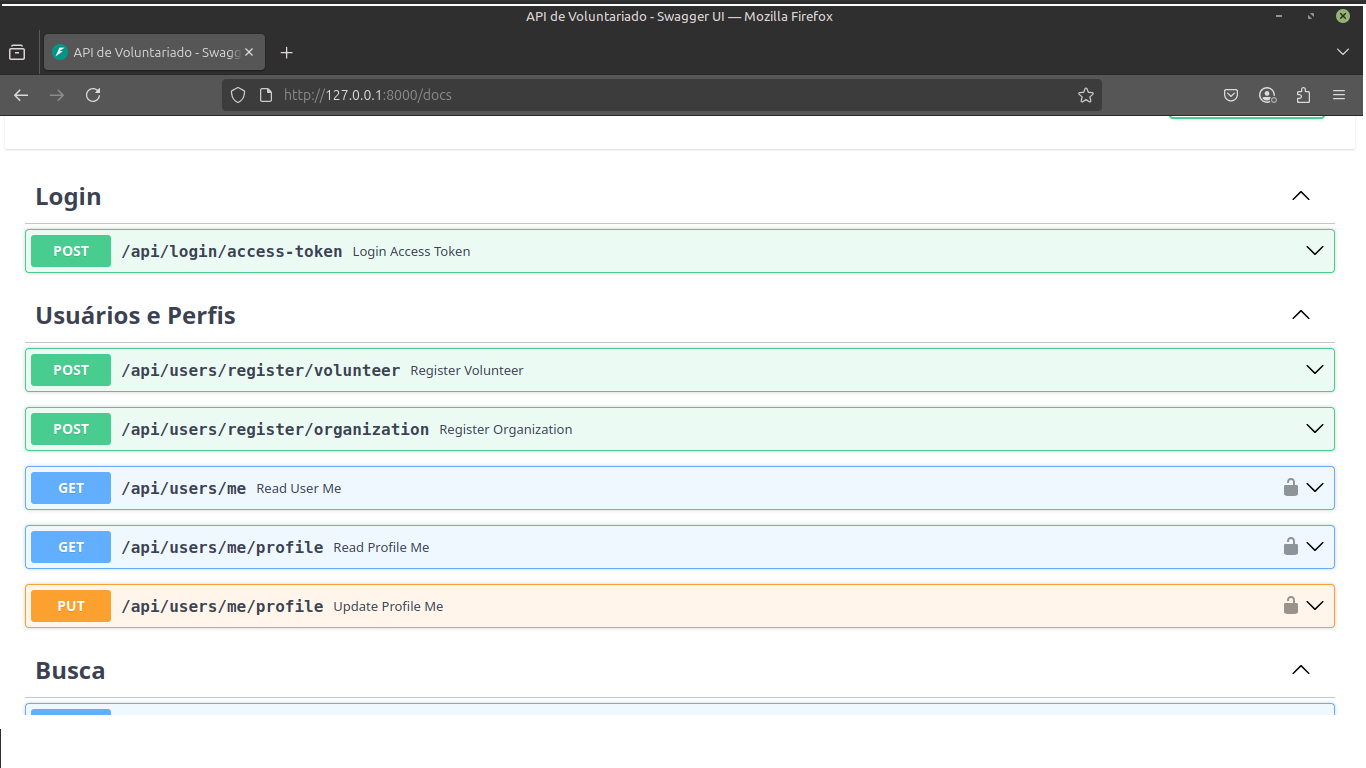 API de Voluntariado - Swagger UI — Mozilla Firefox
API de Voluntariado - Swagg
http://127.0.0.1:8000/docs
Login
POST /api/login/access-token Login Access Token
Usuários e Perfis
POST /api/users/register/volunteer Register Volunteer
POST /api/users/register/organization Register Organization
GET /api/users/me Read User Me
GET /api/users/me/profile Read Profile Me
PUT /api/users/me/profile Update Profile Me
Busca